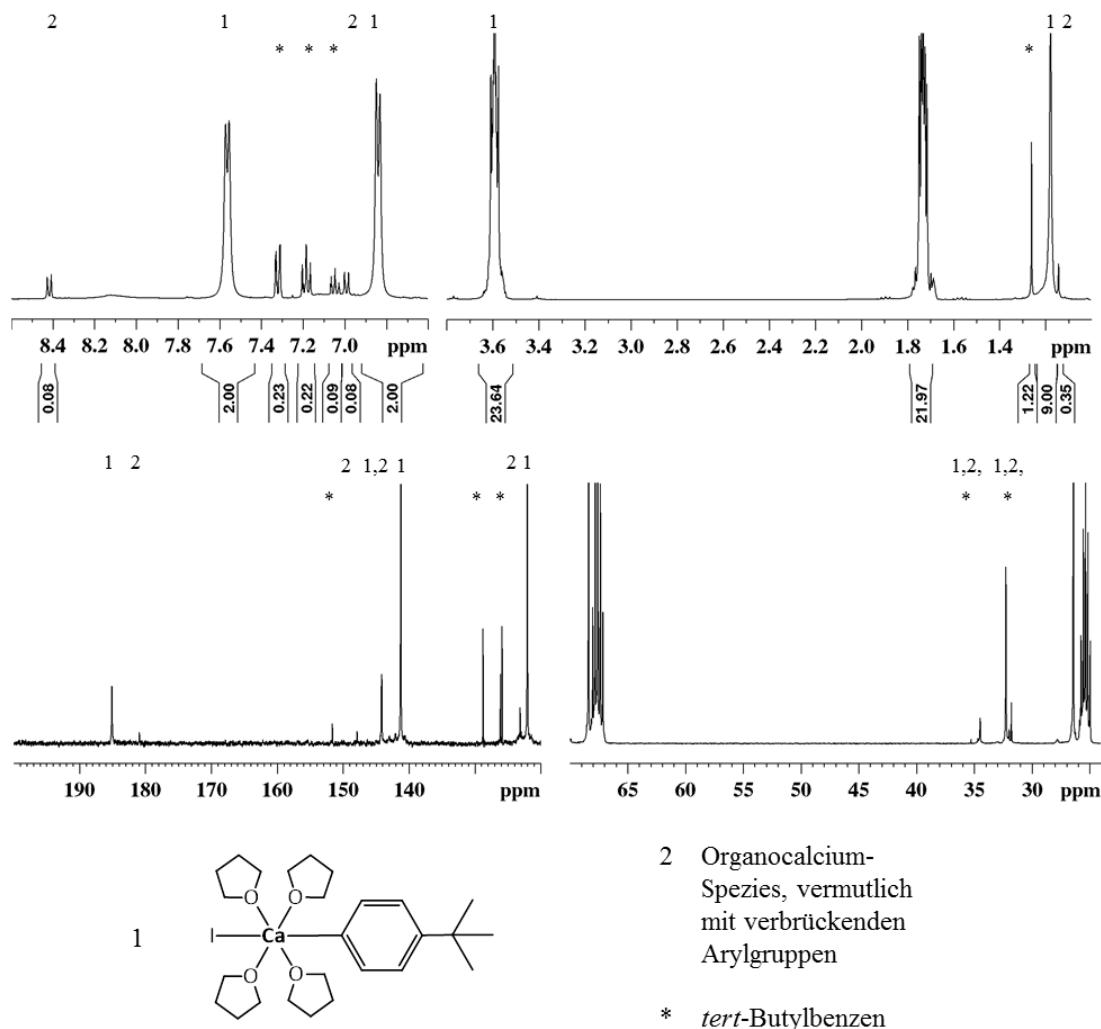 2 1 2 1 1 1 2
* * * *
8.4 8.2 8.0 7.8 7.6 7.4 7.2 7.0 ppm 3.6 3.4 3.2 3.0 2.8 2.6 2.4 2.2 2.0 1.8 1.6 1.4 ppm
0.08 2.00 0.23 0.22 0.09 0.08 2.00 23.64 21.97 1.22 9.00 0.35
1 2 2 1,2 1 2 1 1,2, 1,2,
* * * * *
190 180 170 160 150 140 ppm 65 60 55 50 45 40 35 30 ppm
1
O O
I Ca
O O
2 Organocalcium-
Spezies, vermutlich
mit verbrückenden
Arylgruppen
* tert-Butylbenzen